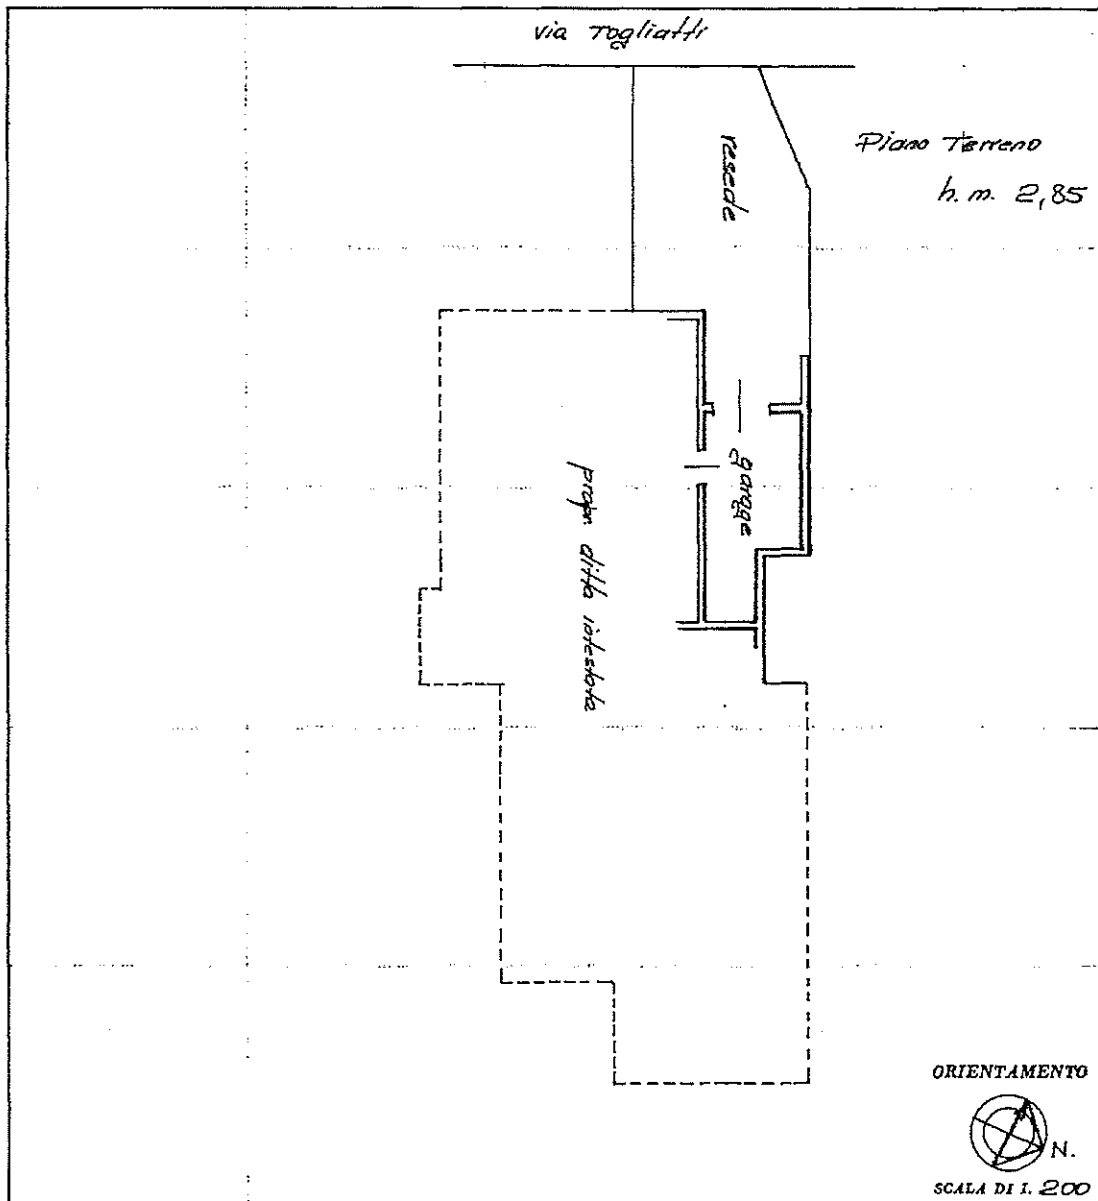 via Togliatti
Piano Terreno
h. m. 2,85
resede
garage
propr. ditta intestata
ORIENTAMENTO
N.
SCALA DI 1. 200